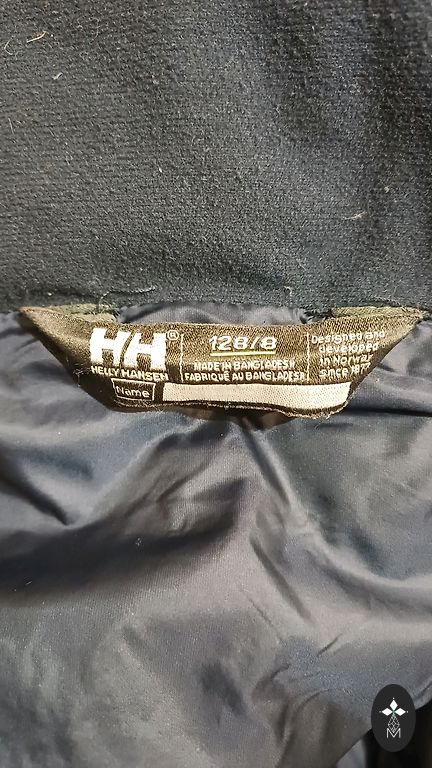 HH®
HELLY HANSEN
128/8
MADE IN BANGLADESH
FABRIQUÉ AU BANGLADESH
Designed and
developed
in Norway
since 1877
Name
M